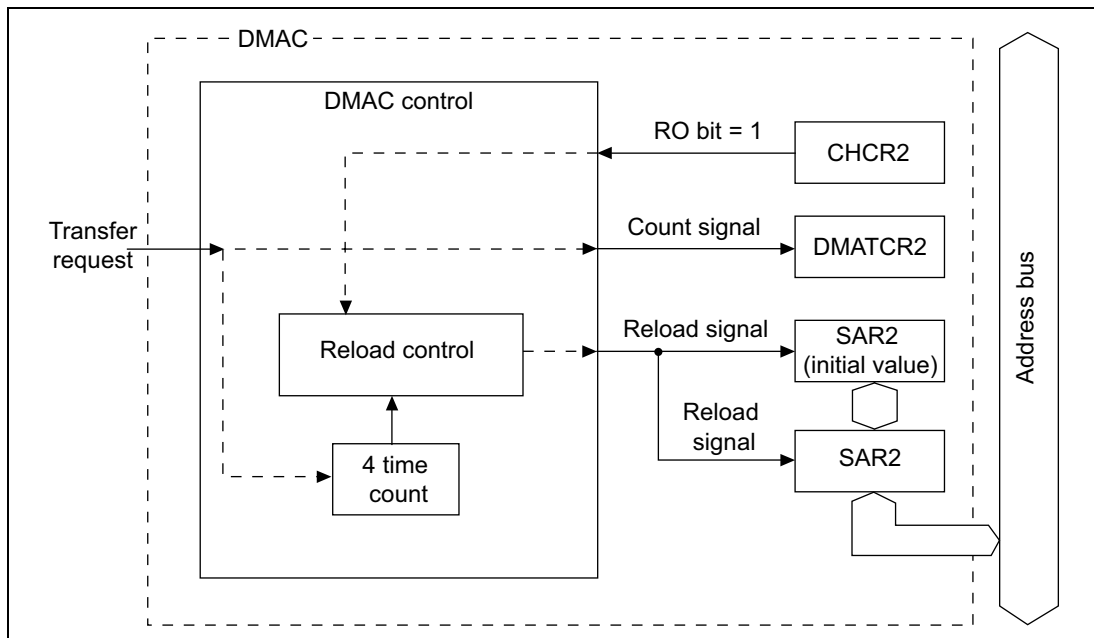 DMAC
DMAC control
RO bit = 1
CHCR2
Transfer
request
Count signal
DMATCR2
Reload control
Reload signal
SAR2
(initial value)
Reload
signal
SAR2
4 time
count
Address bus